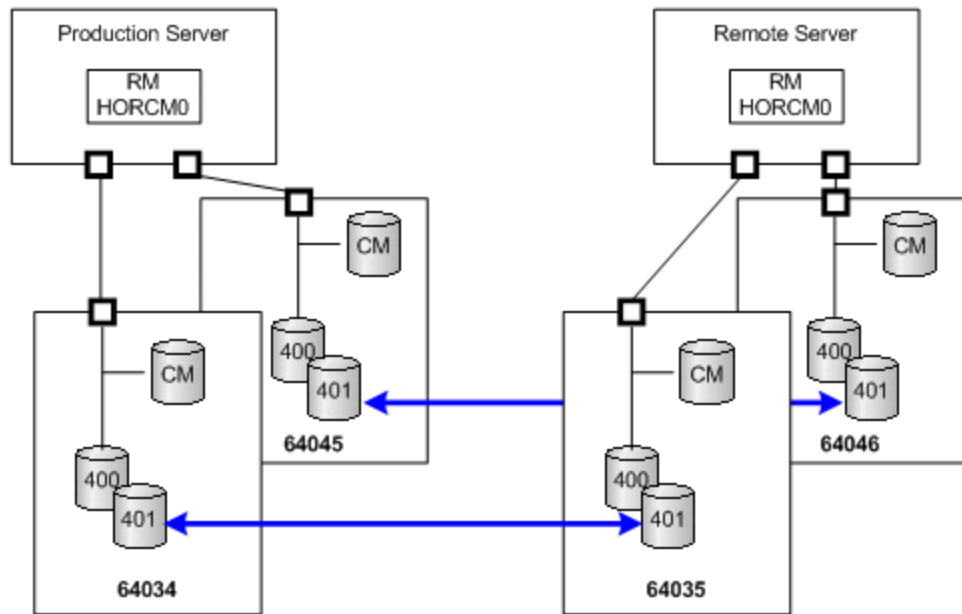 Production Server
Remote Server
RM
HORCM0
RM
HORCM0
CM
CM
400
401
400
401
CM
CM
64045
64046
400
401
400
401
64034
64035